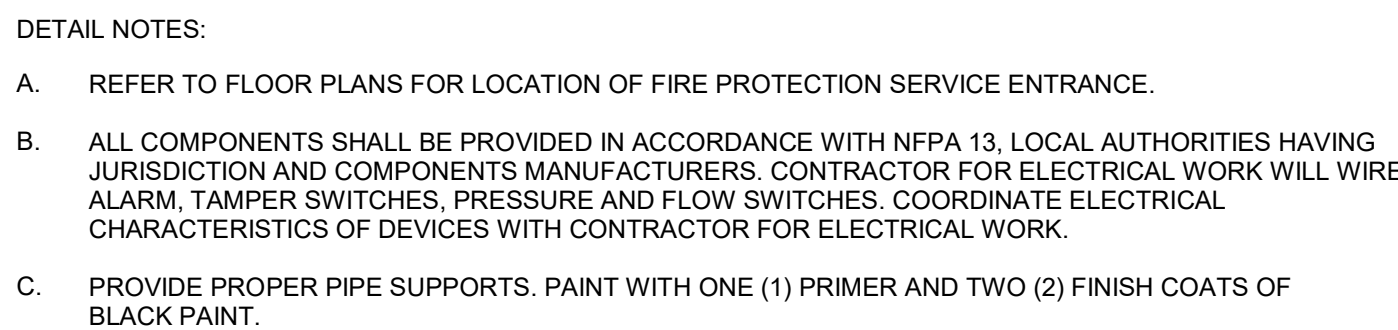 DETAIL NOTES:
A. REFER TO FLOOR PLANS FOR LOCATION OF FIRE PROTECTION SERVICE ENTRANCE.
B. ALL COMPONENTS SHALL BE PROVIDED IN ACCORDANCE WITH NFPA 13, LOCAL AUTHORITIES HAVING
JURISDICTION AND COMPONENTS MANUFACTURERS. CONTRACTOR FOR ELECTRICAL WORK WILL WIRE
ALARM, TAMPER SWITCHES, PRESSURE AND FLOW SWITCHES. COORDINATE ELECTRICAL
CHARACTERISTICS OF DEVICES WITH CONTRACTOR FOR ELECTRICAL WORK.
C. PROVIDE PROPER PIPE SUPPORTS. PAINT WITH ONE (1) PRIMER AND TWO (2) FINISH COATS OF
BLACK PAINT.